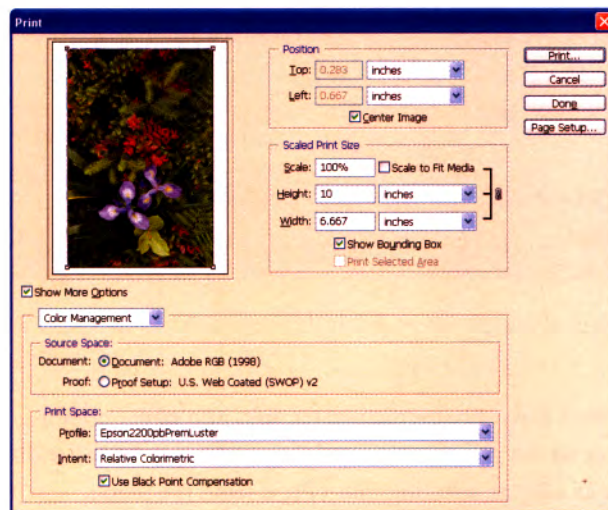 Print
Position
Top: 0.283 inches
Left: 0.667 inches
Center Image
Print...
Cancel
Done
Page Setup...
Scaled Print Size
Scale: 100% Scale to Fit Media
Height: 10 inches
Width: 6.667 inches
Show Bounding Box
Print Selected Area
Show More Options
Color Management
Source Space:
Document: Document: Adobe RGB (1998)
Proof: Proof Setup: U.S. Web Coated (SWOP) v2
Print Space:
Profile: Epson2200pbPremLuster
Intent: Relative Colorimetric
Use Black Point Compensation